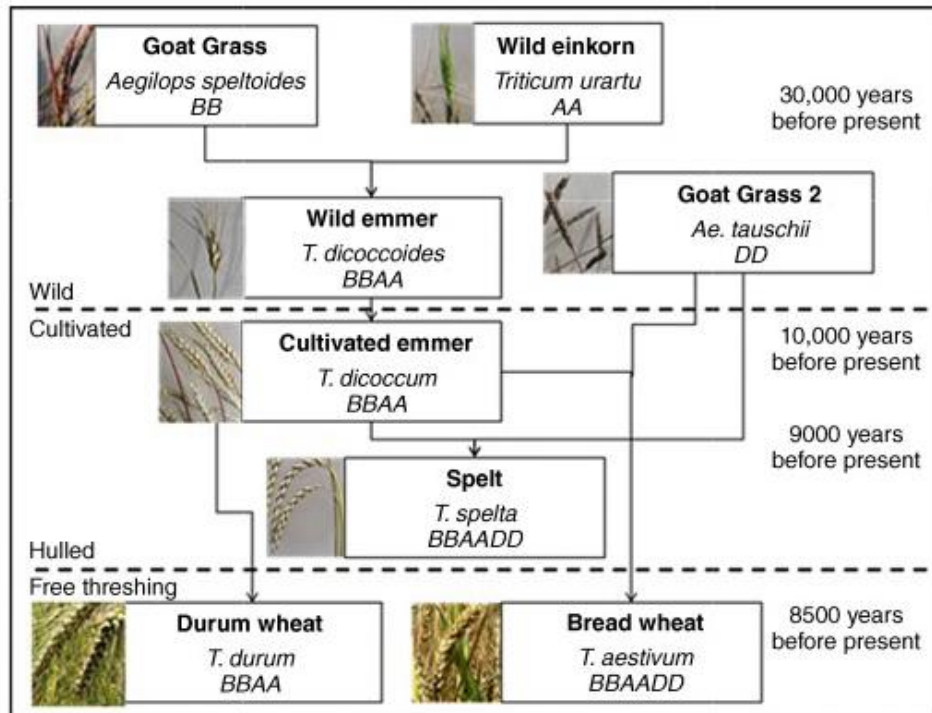 Goat Grass
Aegilops speltoides
BB
Wild einkorn
Triticum urartu
AA
30,000 years
before present
Wild emmer
T. dicoccoides
BBAA
Goat Grass 2
Ae. tauschii
DD
Wild
Cultivated
Cultivated emmer
T. dicoccum
BBAA
10,000 years
before present
9000 years
before present
Spelt
T. spelta
BBAADD
Hulled
Free threshing
Durum wheat
T. durum
BBAA
Bread wheat
T. aestivum
BBAADD
8500 years
before present